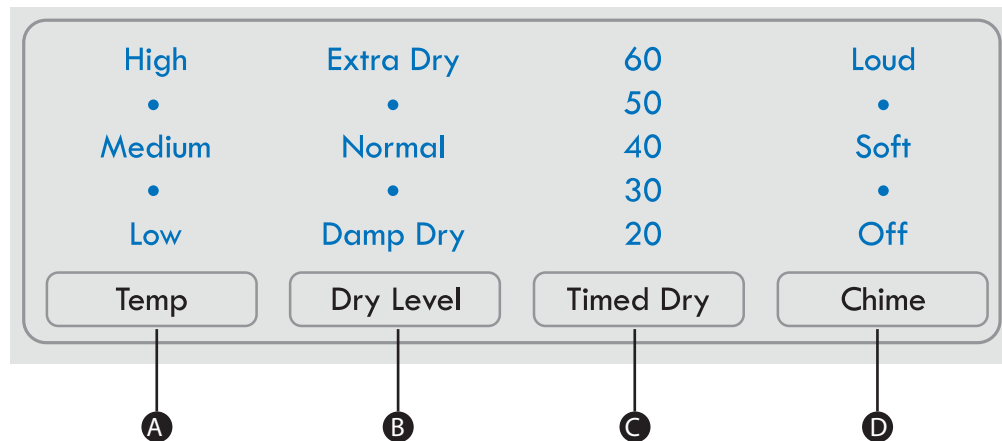 High Extra Dry 60 Loud
• • 50 •
Medium Normal 40 Soft
• • 30 •
Low Damp Dry 20 Off
Temp Dry Level Timed Dry Chime
A B C D